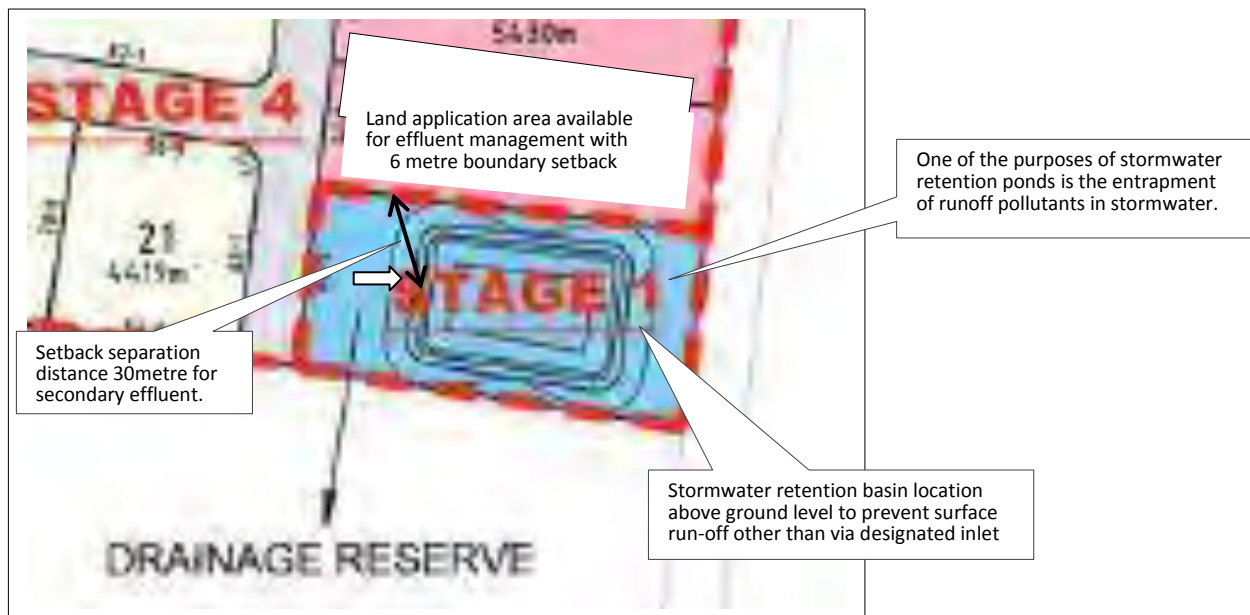 5430m
STAGE 4
Land application area available
for effluent management with
6 metre boundary setback
One of the purposes of stormwater
retention ponds is the entrapment
of runoff pollutants in stormwater.
21
4419m
STAGE 1
Setback separation
distance 30metre for
secondary effluent.
Stormwater retention basin location
above ground level to prevent surface
run-off other than via designated inlet
DRAINAGE RESERVE